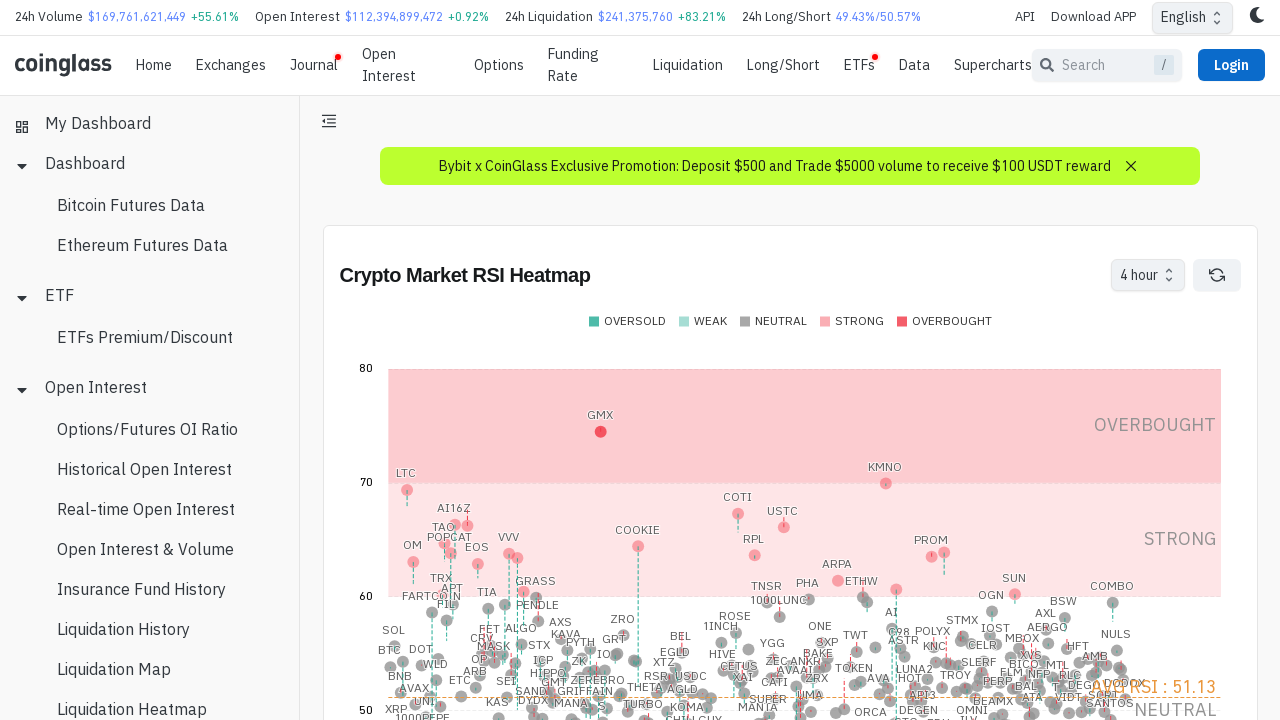 24h Volume $169,761,621,449 +55.61% Open Interest $112,394,899,472 +0.92% 24h Liquidation $241,375,760 +83.21% 24h Long/Short 49.43%/50.57% API Download APP English
coinglass Home Exchanges Journal Open Interest Options Funding Rate Liquidation Long/Short ETFs Data Supercharts Search / Login
My Dashboard
Dashboard
Bitcoin Futures Data
Ethereum Futures Data
ETF
ETFs Premium/Discount
Open Interest
Options/Futures OI Ratio
Historical Open Interest
Real-time Open Interest
Open Interest & Volume
Insurance Fund History
Liquidation History
Liquidation Map
Liquidation Heatmap
Bybit x CoinGlass Exclusive Promotion: Deposit $500 and Trade $5000 volume to receive $100 USDT reward
Crypto Market RSI Heatmap
4 hour
OVERSOLD WEAK NEUTRAL STRONG OVERBOUGHT
80
GMX
OVERBOUGHT
KMNO
LTC
70
COTI
AI16Z
USTC
TAO
COOKIE
POPCAT VVV
RPL
PROM
STRONG
OM
EOS
ARPA
TRX
GRASS
TNSR
PHA
ETHW
SUN
APT
COMBO
TIA
OGN
60
FARTCOIN
1000LUNC
BSW
PIL
PENDLE
AI
AXL
ZRO
ROSE
AXS
1INCH
ONE
STMX
AERGO
IOST
SOL
FET
ALGO
KAVA
GRT
BEL
TWT
C98
POLYX
NULS
CRV
MBOX
BTC
DOT
MASK
STX
PYTH
YGG
SXP
ASTR
KNC
CELR
HFT
OP
ICP
ZK
IO
EGLD
HIVE
ZEC
ANKR
BAKE
XVS
AMB
WLD
XTZ
CETUS
SLERF
BICO
MTL
BNB
ETC
ARB
SEI
HIPPO
GMT
ZEREBRO
RSR
USDC
XAI
AVAAI
ZRX
TOKEN
AVA
LUNA2
HOT
TROY
PERP
FLM
NFP
RLC
AVAX
SAND
GRIFFAIN
THETA
AGLD
CATI
UMA
API3
BAL
AVG RSI : 51.13
UNI
KAS
DYDX
MANA
TURBO
KOMA
SUPER
MANTA
ORCA
DEGEN
OMNI
BEAMX
ATA
SANTOS
XRP
50
NEUTRAL